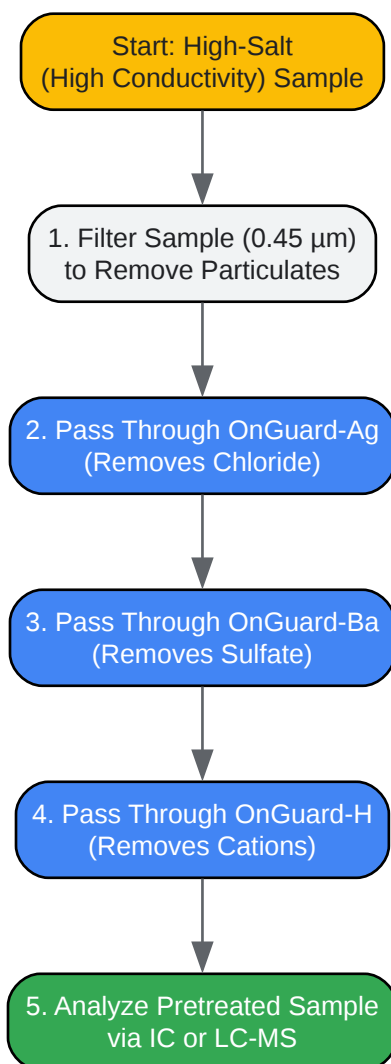 Start: High-Salt
(High Conductivity) Sample
1. Filter Sample (0.45 µm)
to Remove Particulates
2. Pass Through OnGuard-Ag
(Removes Chloride)
3. Pass Through OnGuard-Ba
(Removes Sulfate)
4. Pass Through OnGuard-H
(Removes Cations)
5. Analyze Pretreated Sample
via IC or LC-MS